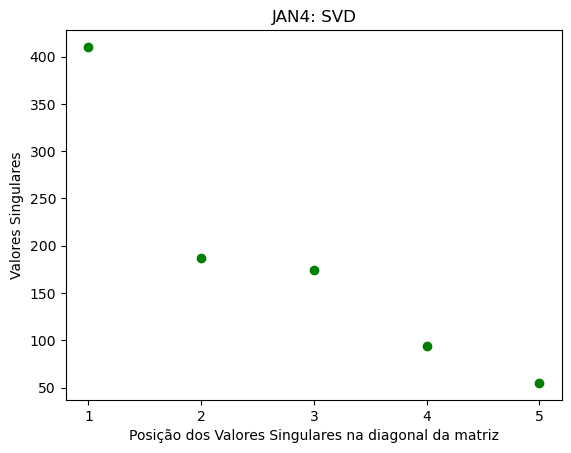 JAN4: SVD
400
350
300
250
200
150
100
50
Valores Singulares
1 2 3 4 5
Posição dos Valores Singulares na diagonal da matriz